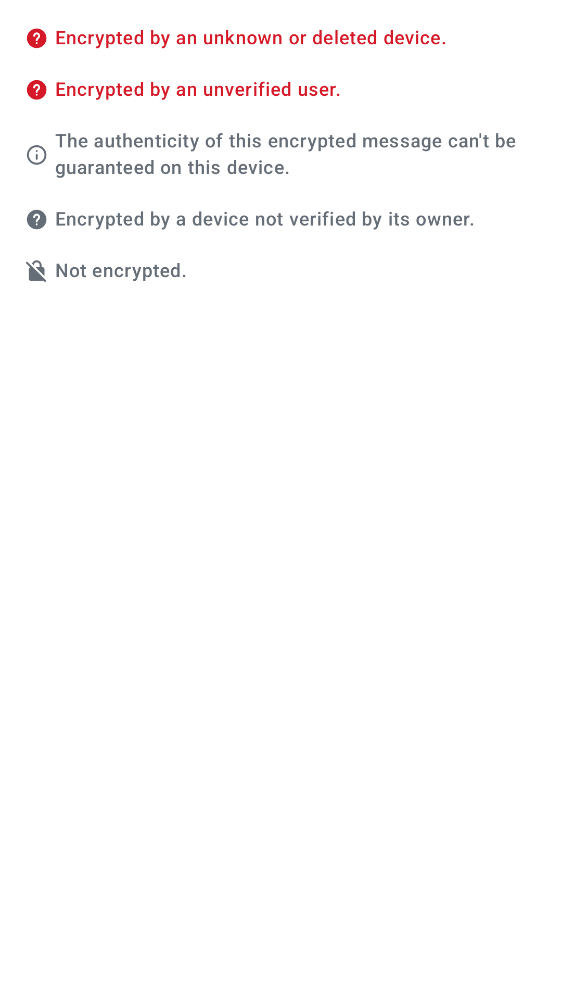 Encrypted by an unknown or deleted device.
Encrypted by an unverified user.
The authenticity of this encrypted message can't be
guaranteed on this device.
Encrypted by a device not verified by its owner.
Not encrypted.